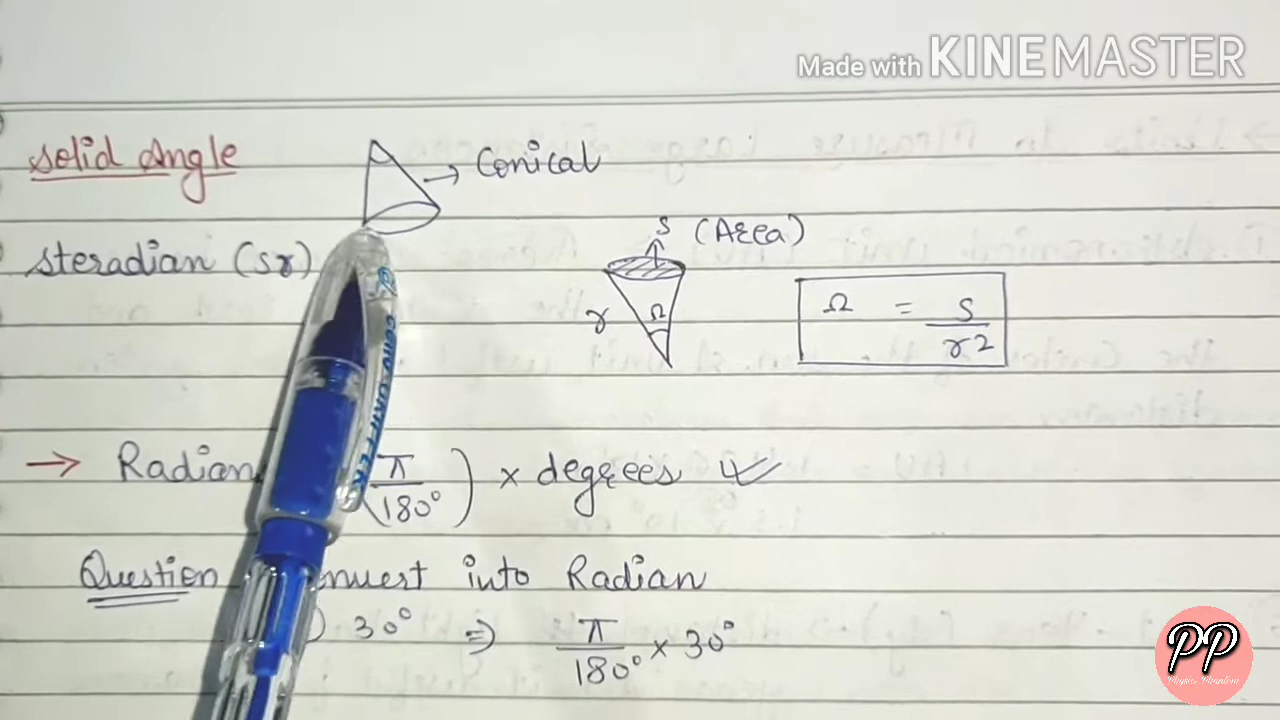 Made with KINEMASTER
Solid Angle
→ Conical
Steradian (sr)
S (Area)
r
Ω
Ω = S / r2
→ Radian π/180°) × degrees
Question nvert into Radian
) 30° ⇒ π/180° × 30°
PP